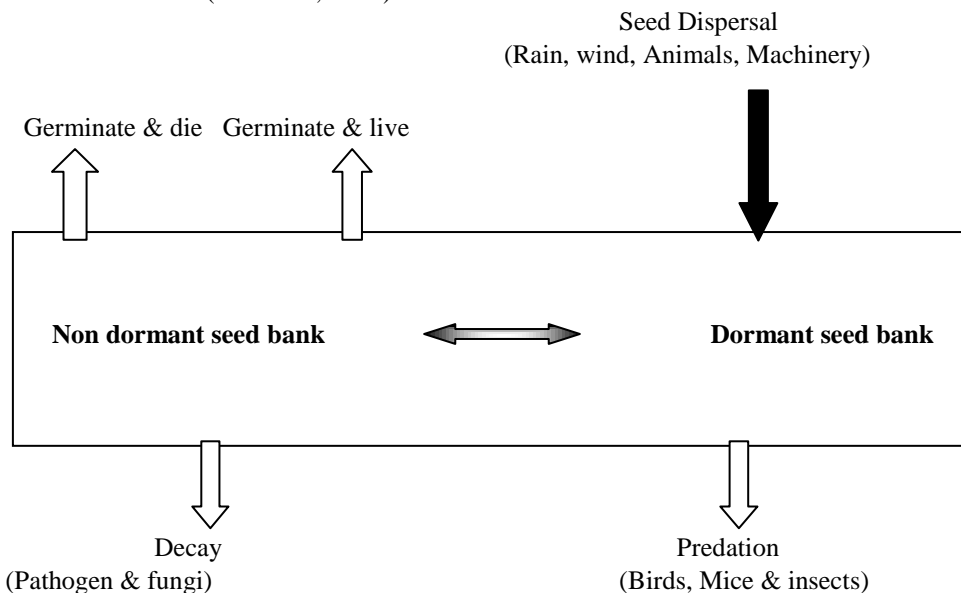 Seed Dispersal
(Rain, wind, Animals, Machinery)
Germinate & die Germinate & live
Non dormant seed bank Dormant seed bank
Decay Predation
(Pathogen & fungi) (Birds, Mice & insects)